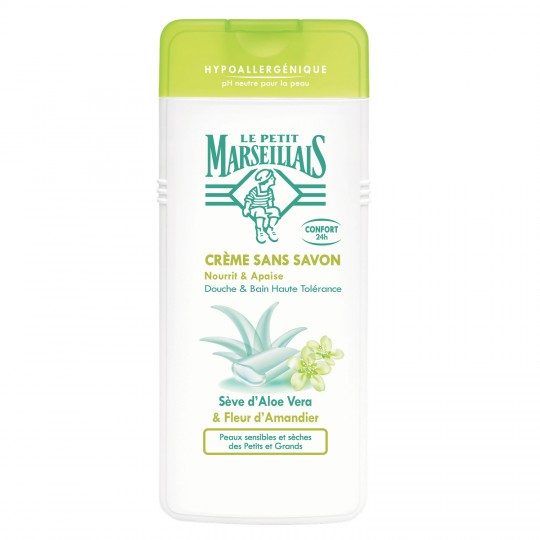 HYPOALLERGÉNIQUE
pH neutre pour la peau
LE PETIT
MARSEILLAIS
CONFORT
24h
CRÈME SANS SAVON
Nourrit & Apaise
Douche & Bain Haute Tolérance
Sève d'Aloe Vera
& Fleur d'Amandier
Peaux sensibles et sèches
des Petits et Grands